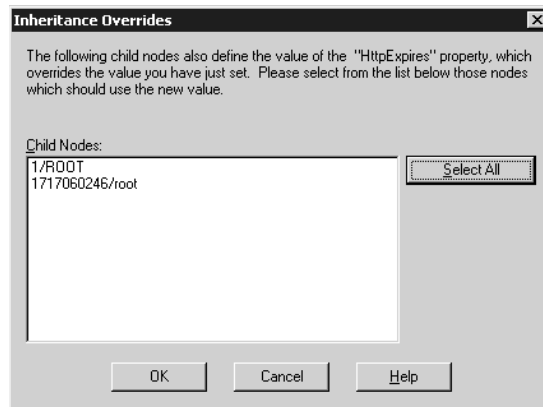 Inheritance Overrides
The following child nodes also define the value of the "HttpExpires" property, which
overrides the value you have just set. Please select from the list below those nodes
which should use the new value.
Child Nodes:
1/ROOT
1717060246/root
Select All
OK
Cancel
Help